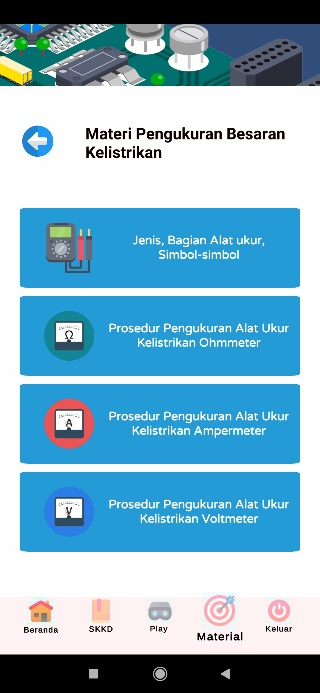 Materi Pengukuran Besaran
Kelistrikan
Jenis, Bagian Alat ukur,
Simbol-simbol
Ω
Prosedur Pengukuran Alat Ukur
Kelistrikan Ohmmeter
A
Prosedur Pengukuran Alat Ukur
Kelistrikan Ampermeter
V
Prosedur Pengukuran Alat Ukur
Kelistrikan Voltmeter
Beranda
SKKD
Play
Material
Keluar